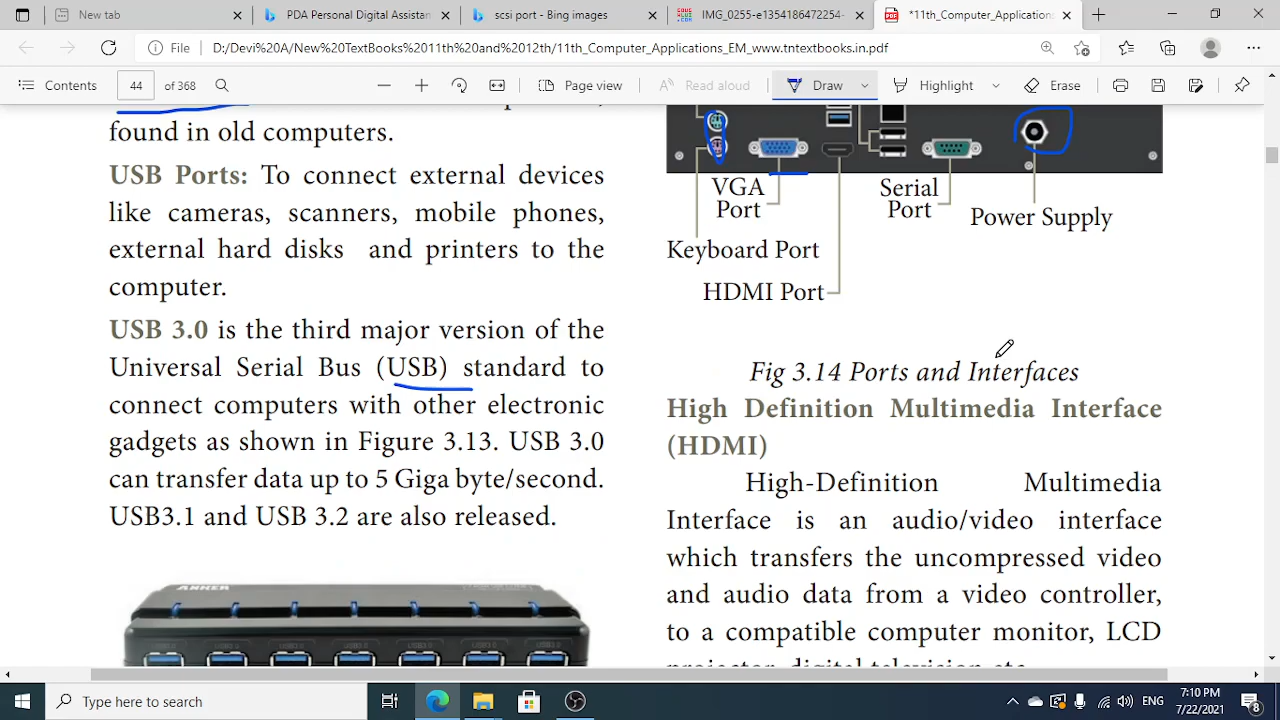 New tab
PDA Personal Digital Assistan
scsi port - Bing images
IMG_0255-e1354186472254-
*11th_Computer_Applications
File
D:/Devi%20A/New%20TextBooks%2011th%20and%2012th/11th_Computer_Applications_EM_www.tntextbooks.in.pdf
Contents
44
of 368
Page view
Read aloud
Draw
Highlight
Erase
found in old computers.
USB Ports: To connect external devices
like cameras, scanners, mobile phones,
external hard disks and printers to the
computer.
USB 3.0 is the third major version of the
Universal Serial Bus (USB) standard to
connect computers with other electronic
gadgets as shown in Figure 3.13. USB 3.0
can transfer data up to 5 Giga byte/second.
USB3.1 and USB 3.2 are also released.
ANKER
VGA
Port
Serial
Port
Power Supply
Keyboard Port
HDMI Port
Fig 3.14 Ports and Interfaces
High Definition Multimedia Interface
(HDMI)
High-Definition Multimedia
Interface is an audio/video interface
which transfers the uncompressed video
and audio data from a video controller,
to a compatible computer monitor, LCD
projector, digital television etc.
Type here to search
ENG
7:10 PM
7/22/2021
8